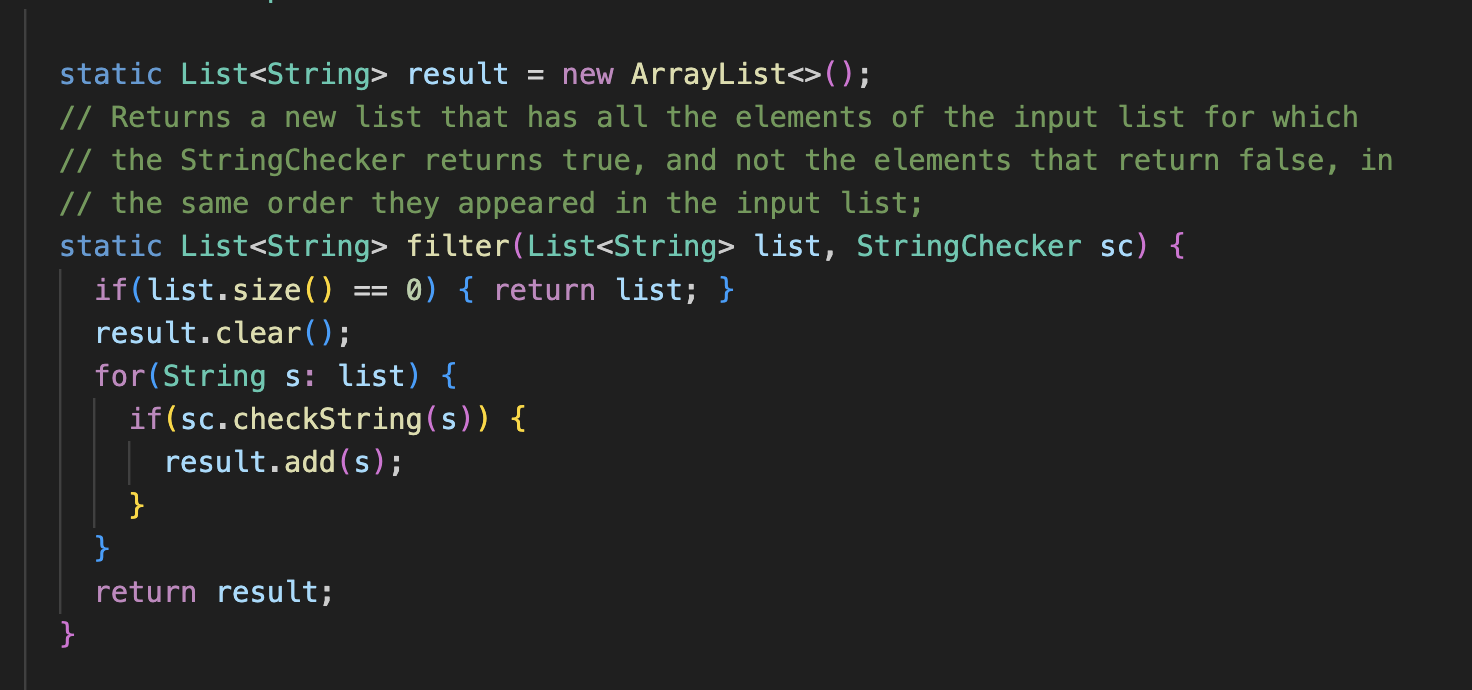 static List<String> result = new ArrayList<>();
// Returns a new list that has all the elements of the input list for which
// the StringChecker returns true, and not the elements that return false, in
// the same order they appeared in the input list;
static List<String> filter(List<String> list, StringChecker sc) {
  if(list.size() == 0) { return list; }
  result.clear();
  for(String s: list) {
    if(sc.checkString(s)) {
      result.add(s);
    }
  }
  return result;
}